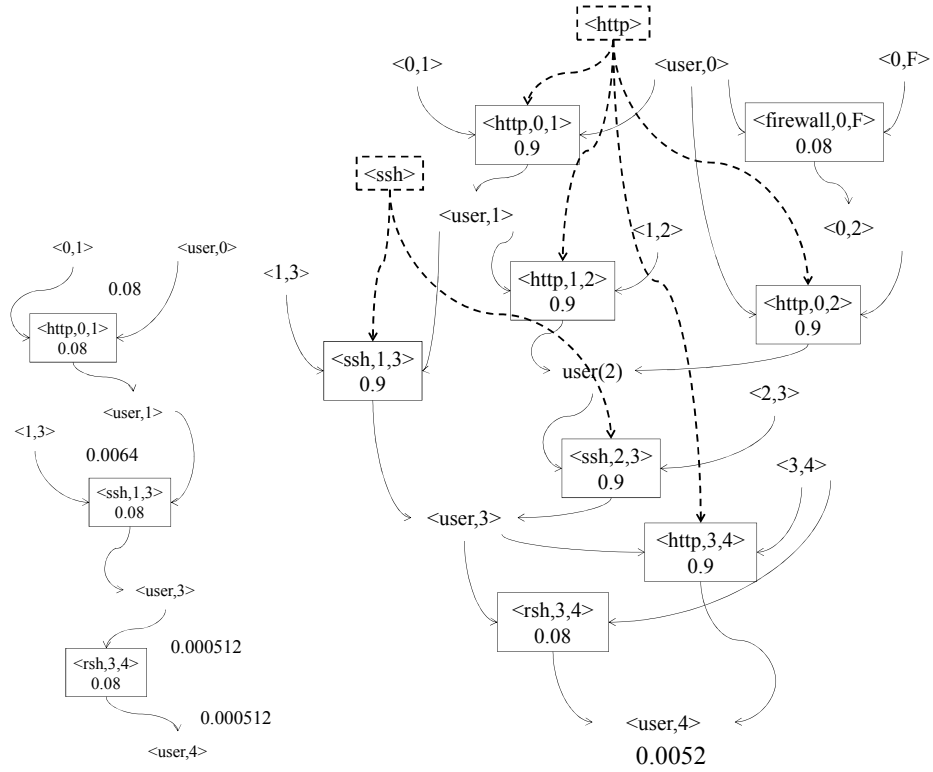 <0,1>
<user,0>
0.08
<http,0,1>
0.08
<user,1>
<1,3>
0.0064
<ssh,1,3>
0.08
<user,3>
0.000512
<rsh,3,4>
0.08
0.000512
<user,4>
<http>
<0,1>
<user,0>
<0,F>
<http,0,1>
0.9
<firewall,0,F>
0.08
<ssh>
<user,1>
<1,2>
<0,2>
<1,3>
<http,1,2>
0.9
<http,0,2>
0.9
<ssh,1,3>
0.9
user(2)
<2,3>
<ssh,2,3>
0.9
<3,4>
<user,3>
<http,3,4>
0.9
<rsh,3,4>
0.08
<user,4>
0.0052